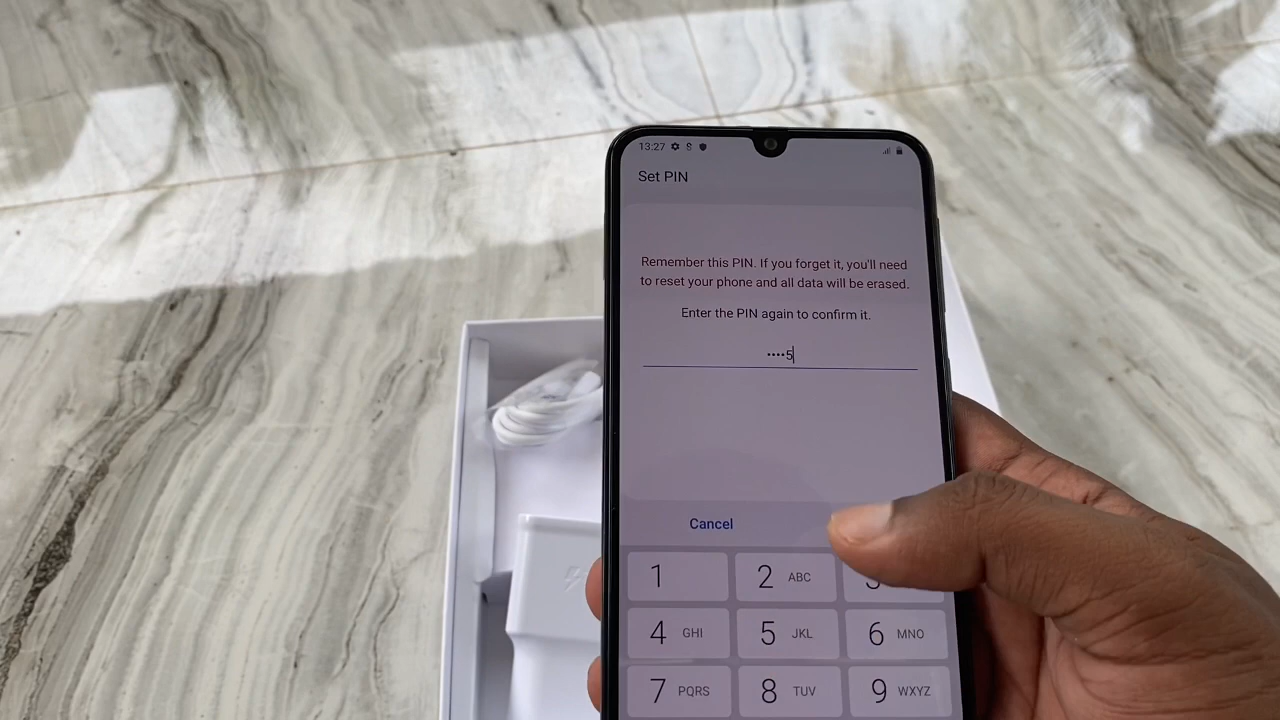 13:27
Set PIN
Remember this PIN. If you forget it, you'll need
to reset your phone and all data will be erased.
Enter the PIN again to confirm it.
••••5
Cancel
1
2 ABC
3
4 GHI
5 JKL
6 MNO
7 PQRS
8 TUV
9 WXYZ